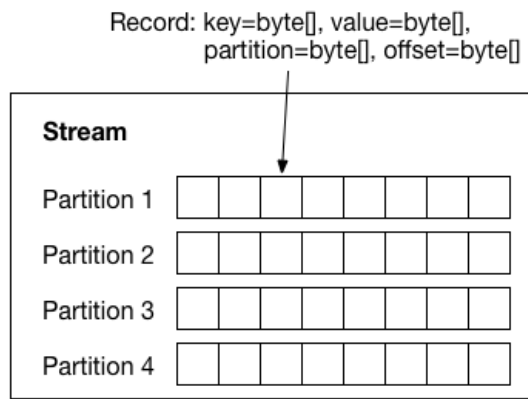 Record: key=byte[], value=byte[],
partition=byte[], offset=byte[]
Stream
Partition 1
Partition 2
Partition 3
Partition 4